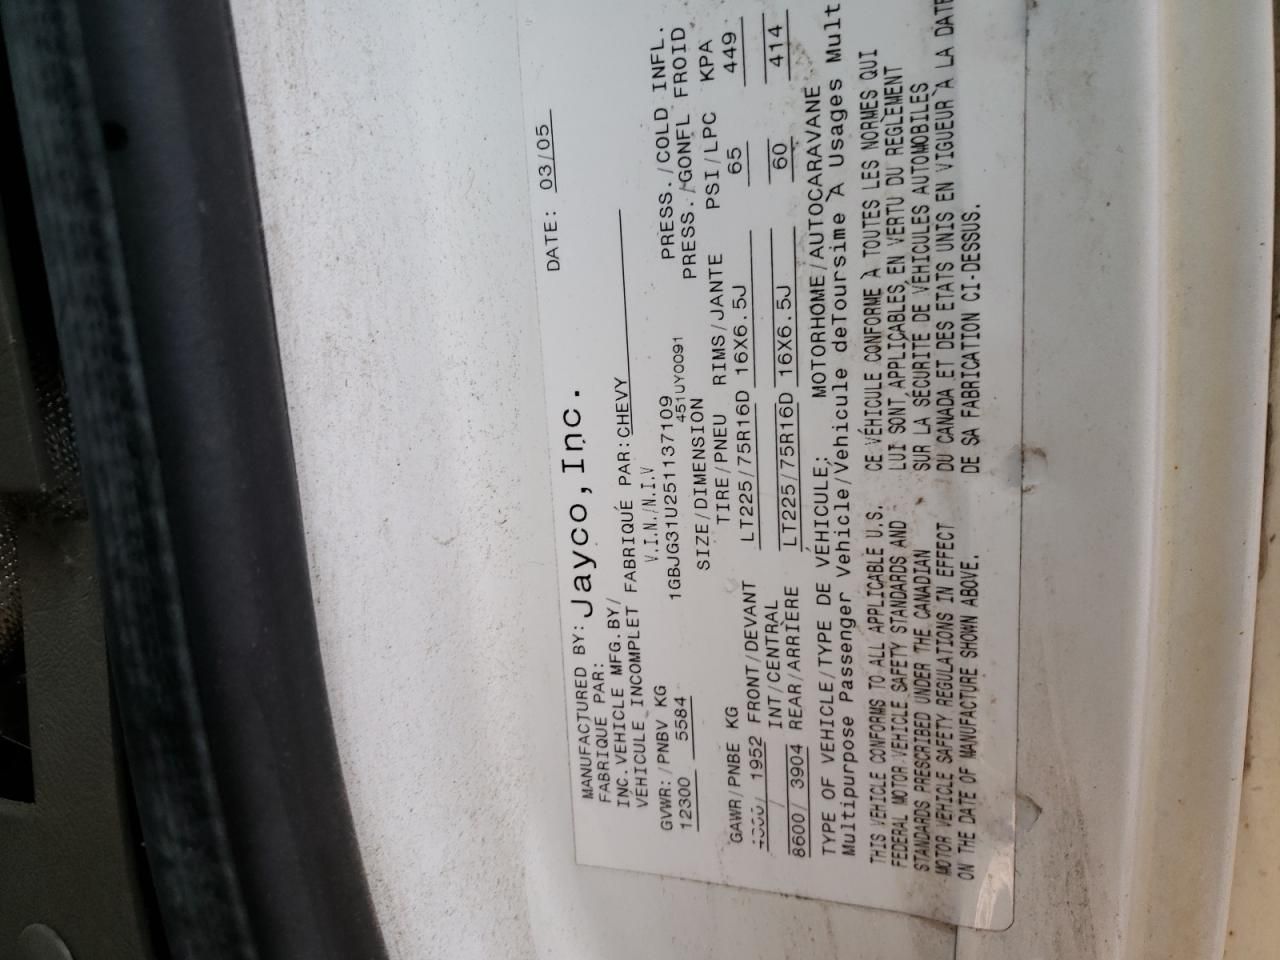 DATE: 03/05
MANUFACTURED BY: Jayco, Inc.
FABRIQUE PAR:
INC. VEHICLE MFG. BY/
VEHICULE INCOMPLET FABRIQUÉ PAR: CHEVY
V.I.N./N.I.V
GVWR:/PNBV KG 1GBJG31U251137109 PRESS./COLD INFL.
12300 5584 451UY0091 PRESS./GONFL FROID
SIZE/DIMENSION
TIRE/PNEU RIMS/JANTE PSI/LPC KPA
GAWR/PNBE KG
1952 FRONT/DEVANT LT225/75R16D 16X6.5J 65 449
/ INT/CENTRAL
8600/ 3904 REAR/ARRIÈRE LT225/75R16D 16X6.5J 60 414
TYPE OF VEHICLE/TYPE DE VÉHICULE: MOTORHOME/AUTOCARAVANE
Multipurpose Passenger Vehicle/Véhicule deToursime À Usages Mult
THIS VEHICLE CONFORMS TO ALL APPLICABLE U.S.
FEDERAL MOTOR VEHICLE SAFETY STANDARDS AND
STANDARDS PRESCRIBED UNDER THE CANADIAN
MOTOR VEHICLE SAFETY REGULATIONS IN EFFECT
ON THE DATE OF MANUFACTURE SHOWN ABOVE.
CE VÉHICULE CONFORME À TOUTES LES NORMES QUI
LUI SONT APPLICABLES EN VERTU DU REGLEMENT
SUR LA SÉCURITE DE VÉHICULES AUTOMOBILES
DU CANADA ET DES ETATS UNIS EN VIGUEUR À LA DATE
DE SA FABRICATION CI-DESSUS.